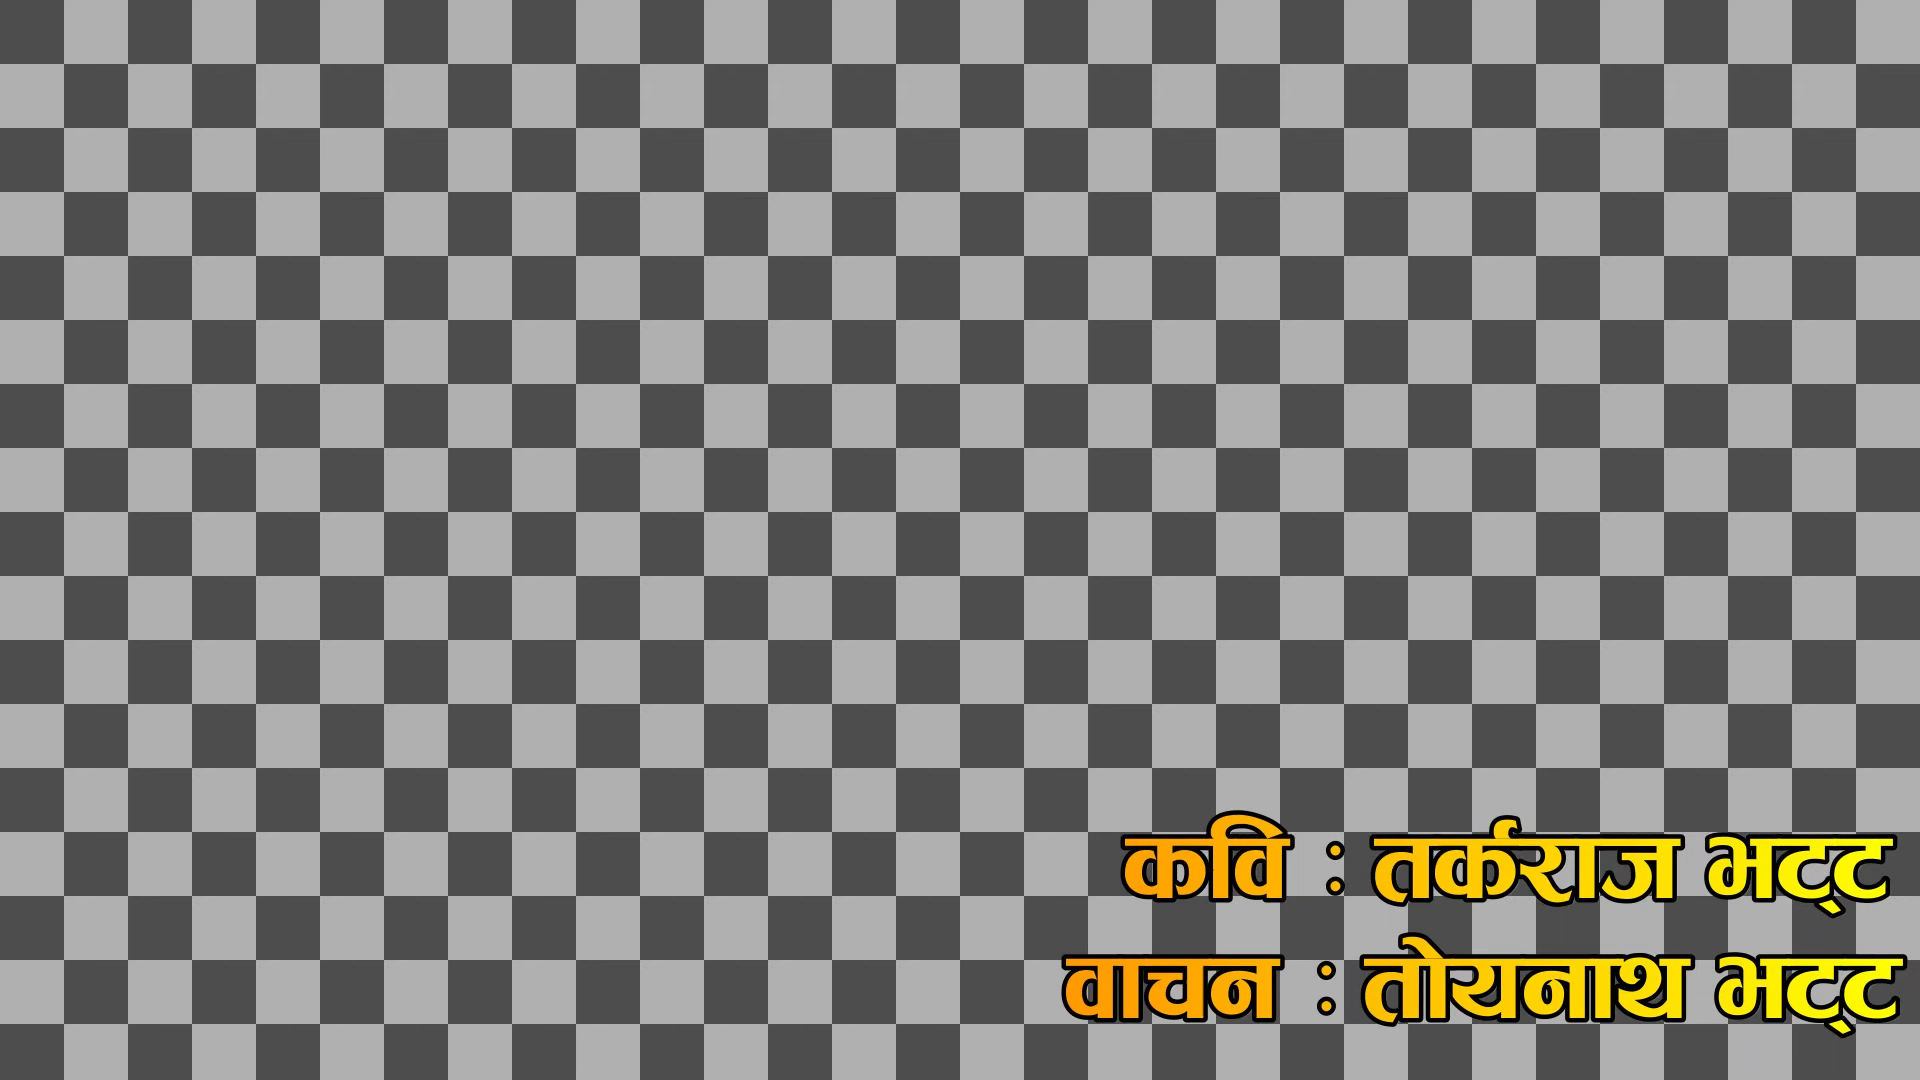 कवि : तर्कराज भट्ट
वाचन : तोयनाथ भट्ट